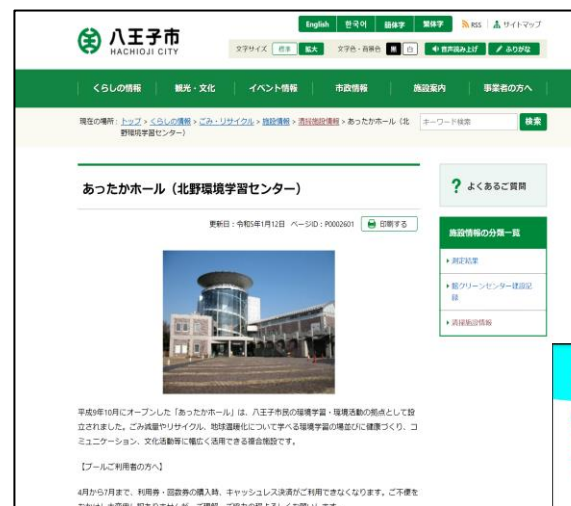 English 한국어 簡体字 繁体字 RSS サイトマップ
八王子市
HACHIOJI CITY
文字サイズ 標準 拡大 文字色・背景色 黒 白 音声読み上げ ふりがな
くらしの情報 観光・文化 イベント情報 市政情報 施設案内 事業者の方へ
現在の場所: トップ > くらしの情報 > ごみ・リサイクル > 施設情報 > 清掃施設情報 > あったかホール(北
野環境学習センター)
キーワード検索 検索
あったかホール(北野環境学習センター)
更新日:令和5年1月12日 ページID:P0002601 印刷する
? よくあるご質問
施設情報の分類一覧
測定結果
館クリーンセンター建設記
録
清掃施設情報
平成9年10月にオープンした「あったかホール」は、八王子市民の環境学習・環境活動の拠点として設
立されました。ごみ減量やリサイクル、地球温暖化について学べる環境学習の場並びに健康づくり、コ
ミュニケーション、文化活動等に幅広く活用できる複合施設です。
【プールご利用者の方へ】
4月から7月まで、利用券・回数券の購入時、キャッシュレス決済がご利用できなくなります。ご不便を